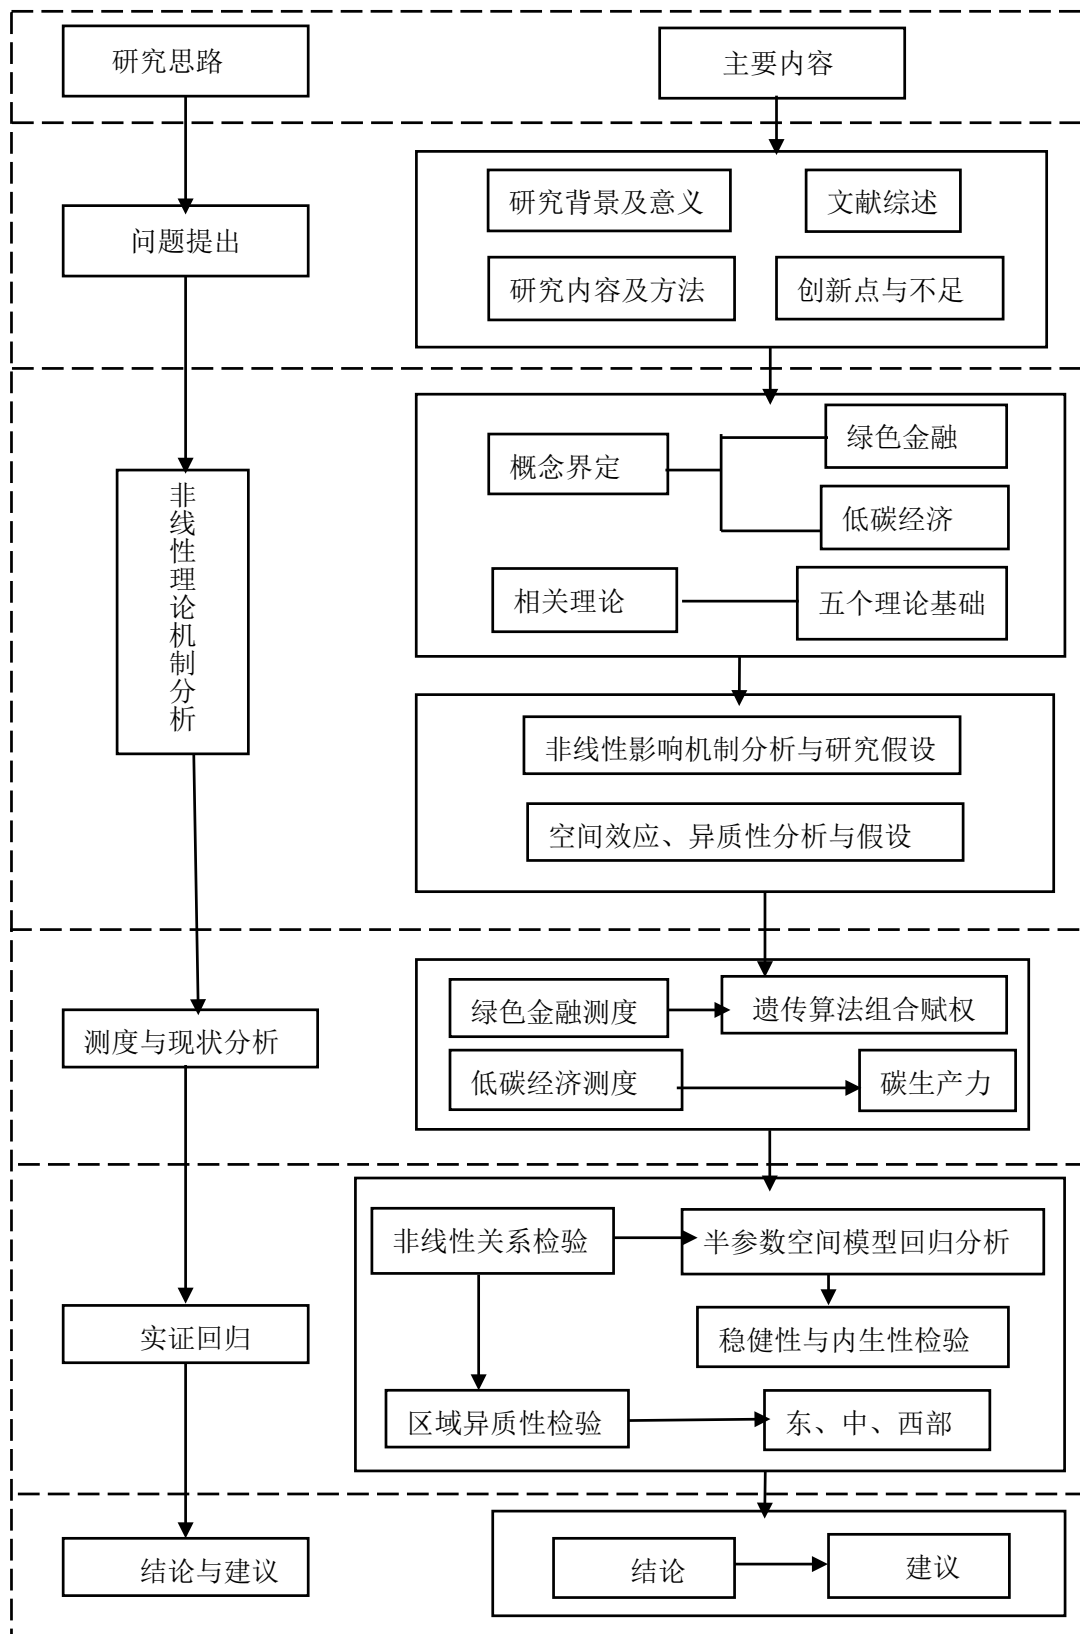 研究思路
主要内容
研究背景及意义
文献综述
问题提出
研究内容及方法
创新点与不足
绿色金融
概念界定
低碳经济
非线性理论机制分析
相关理论
五个理论基础
非线性影响机制分析与研究假设
空间效应、异质性分析与假设
绿色金融测度
遗传算法组合赋权
测度与现状分析
低碳经济测度
碳生产力
非线性关系检验
半参数空间模型回归分析
实证回归
稳健性与内生性检验
区域异质性检验
东、中、西部
结论与建议
结论
建议